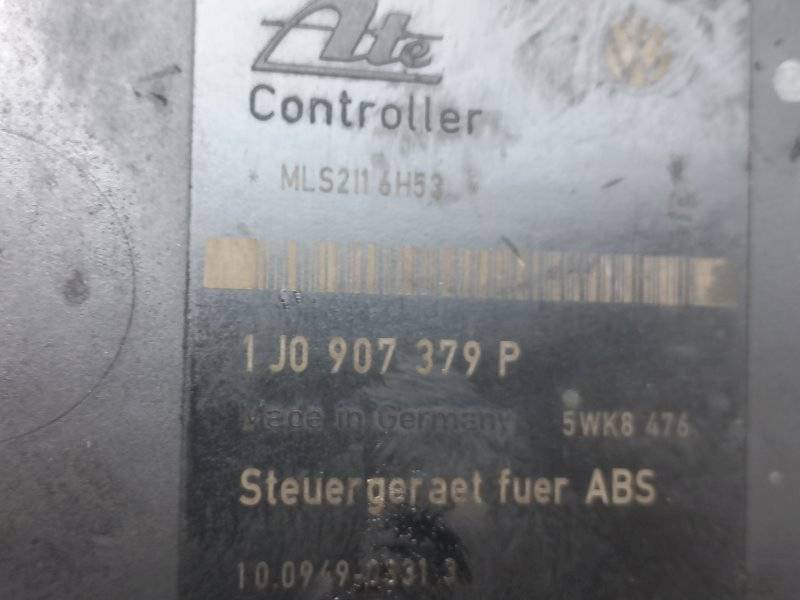 Ate
Controller
MLS211 6H53
1 J0 907 379 P
Made in Germany 5WK8 476
Steuergeraet fuer ABS
10.0949-0331.3